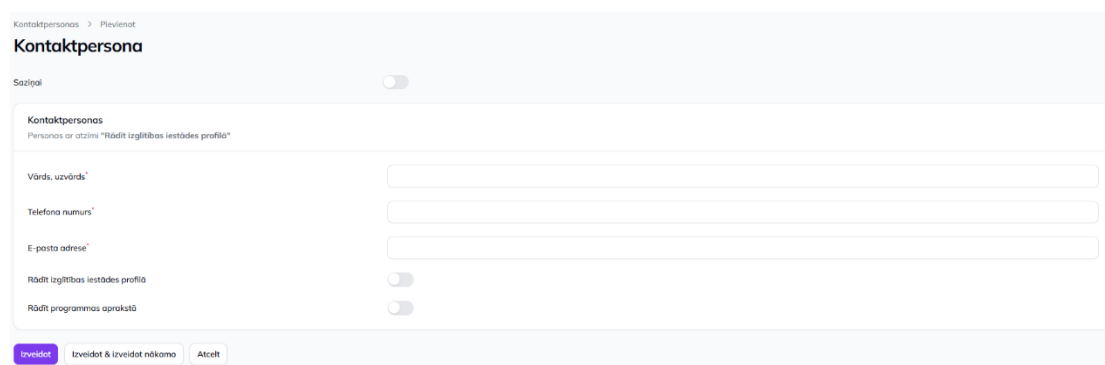 Kontaktpersonas > Pievienot
Kontaktpersona
Saziņai
Kontaktpersonas
Personas ar atzīmi "Rādīt izglītības iestādes profilā"
Vārds, uzvārds*
Telefona numurs*
E-pasta adrese*
Rādīt izglītības iestādes profilā
Rādīt programmas aprakstā
Izveidot Izveidot & izveidot nākamo Atcelt